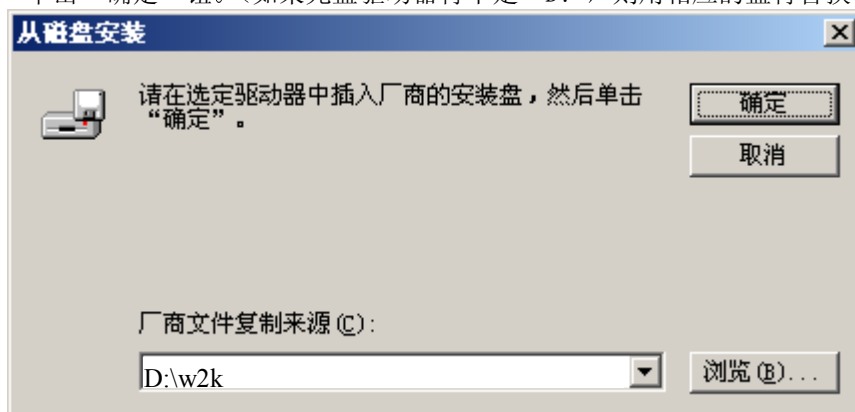 从磁盘安装
请在选定驱动器中插入厂商的安装盘，然后单击
“确定”。
确定
取消
厂商文件复制来源(C):
D:\w2k
浏览(B)...